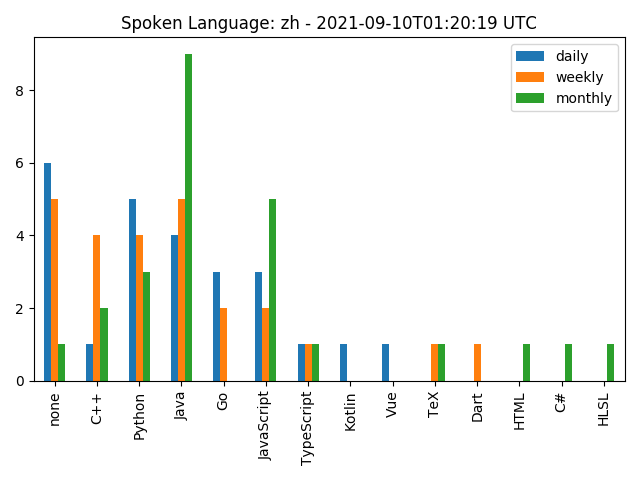 Spoken Language: zh - 2021-09-10T01:20:19 UTC
daily
weekly
monthly
8
6
4
2
0
none
C++
Python
Java
Go
JavaScript
TypeScript
Kotlin
Vue
TeX
Dart
HTML
C#
HLSL